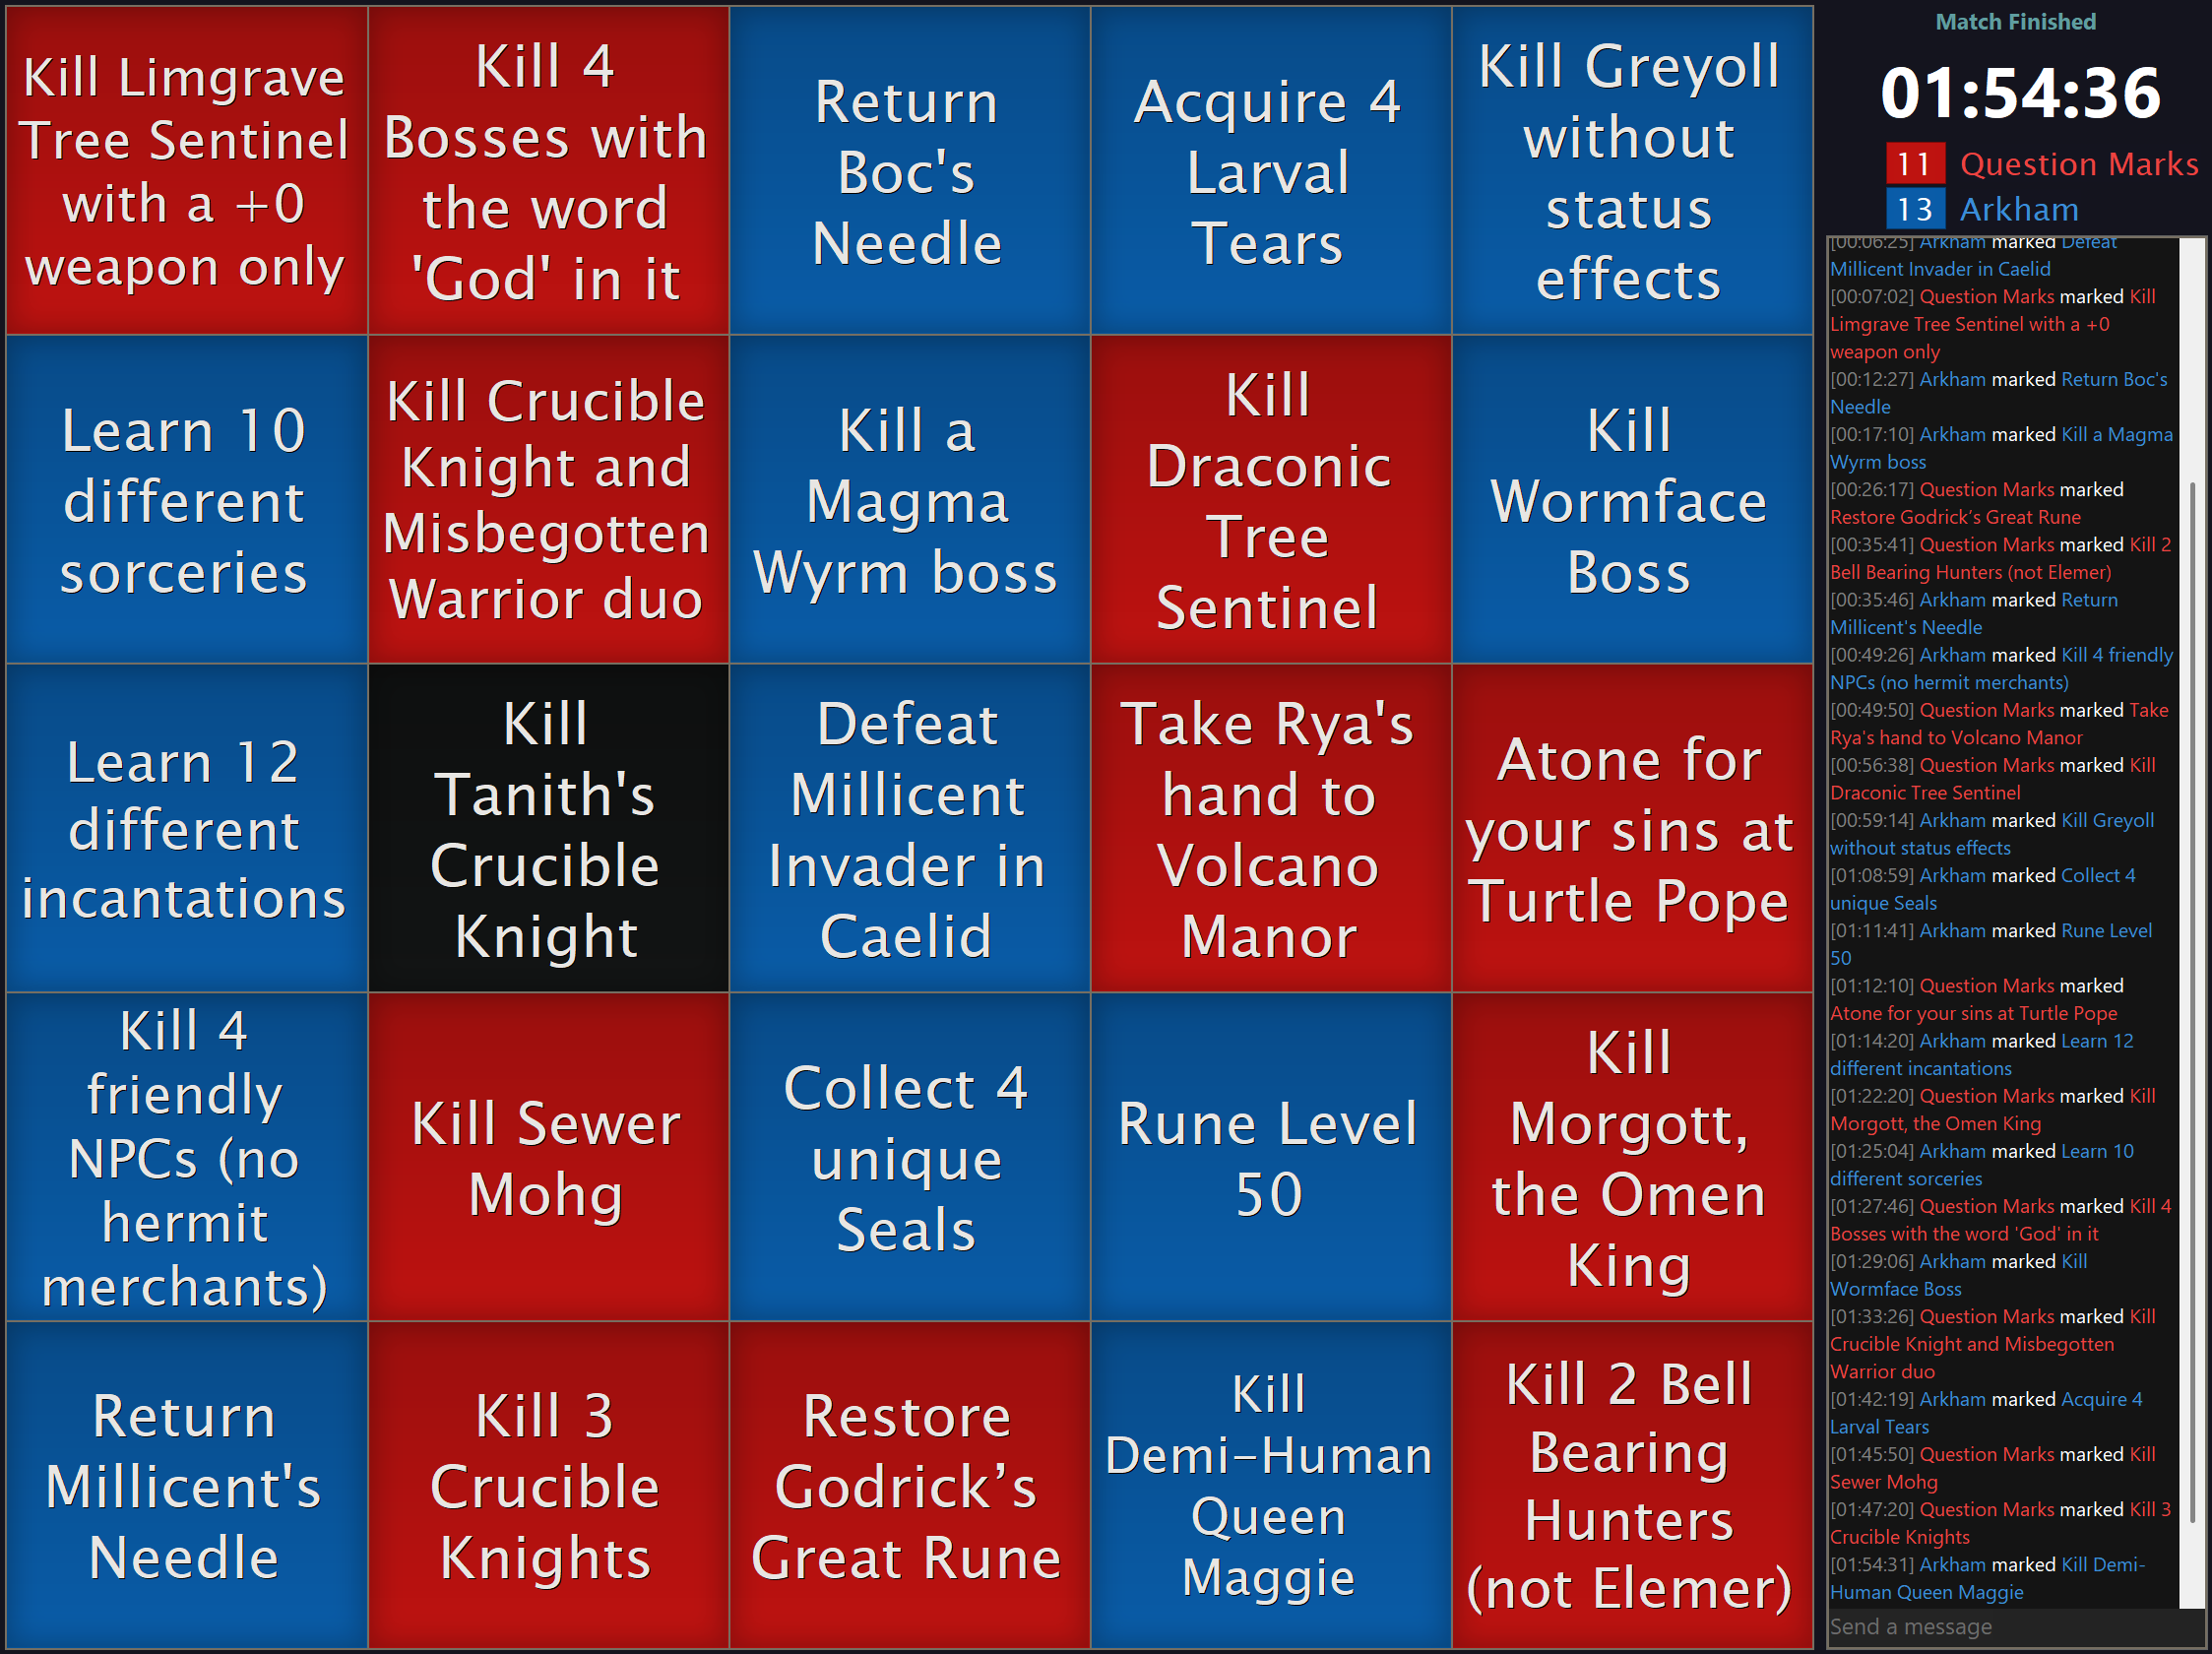 Kill Limgrave
Tree Sentinel
with a +0
weapon only
Kill 4
Bosses with
the word
'God' in it
Return
Boc's
Needle
Acquire 4
Larval
Tears
Kill Greyoll
without
status
effects
Learn 10
different
sorceries
Kill Crucible
Knight and
Misbegotten
Warrior duo
Kill a
Magma
Wyrm boss
Kill
Draconic
Tree
Sentinel
Kill
Wormface
Boss
Learn 12
different
incantations
Kill
Tanith's
Crucible
Knight
Defeat
Millicent
Invader in
Caelid
Take Rya's
hand to
Volcano
Manor
Atone for
your sins at
Turtle Pope
Kill 4
friendly
NPCs (no
hermit
merchants)
Kill Sewer
Mohg
Collect 4
unique
Seals
Rune Level
50
Kill
Morgott,
the Omen
King
Return
Millicent's
Needle
Kill 3
Crucible
Knights
Restore
Godrick’s
Great Rune
Kill
Demi-Human
Queen
Maggie
Kill 2 Bell
Bearing
Hunters
(not Elemer)
Match Finished
01:54:36
11 Question Marks
13 Arkham
[00:06:25] Arkham marked Defeat
Millicent Invader in Caelid
[00:07:02] Question Marks marked Kill
Limgrave Tree Sentinel with a +0
weapon only
[00:12:27] Arkham marked Return Boc's
Needle
[00:17:10] Arkham marked Kill a Magma
Wyrm boss
[00:26:17] Question Marks marked
Restore Godrick’s Great Rune
[00:35:41] Question Marks marked Kill 2
Bell Bearing Hunters (not Elemer)
[00:35:46] Arkham marked Return
Millicent's Needle
[00:49:26] Arkham marked Kill 4 friendly
NPCs (no hermit merchants)
[00:49:50] Question Marks marked Take
Rya's hand to Volcano Manor
[00:56:38] Question Marks marked Kill
Draconic Tree Sentinel
[00:59:14] Arkham marked Kill Greyoll
without status effects
[01:08:59] Arkham marked Collect 4
unique Seals
[01:11:41] Arkham marked Rune Level
50
[01:12:10] Question Marks marked
Atone for your sins at Turtle Pope
[01:14:20] Arkham marked Learn 12
different incantations
[01:22:20] Question Marks marked Kill
Morgott, the Omen King
[01:25:04] Arkham marked Learn 10
different sorceries
[01:27:46] Question Marks marked Kill 4
Bosses with the word 'God' in it
[01:29:06] Arkham marked Kill
Wormface Boss
[01:33:26] Question Marks marked Kill
Crucible Knight and Misbegotten
Warrior duo
[01:42:19] Arkham marked Acquire 4
Larval Tears
[01:45:50] Question Marks marked Kill
Sewer Mohg
[01:47:20] Question Marks marked Kill 3
Crucible Knights
[01:54:31] Arkham marked Kill Demi-
Human Queen Maggie
Send a message